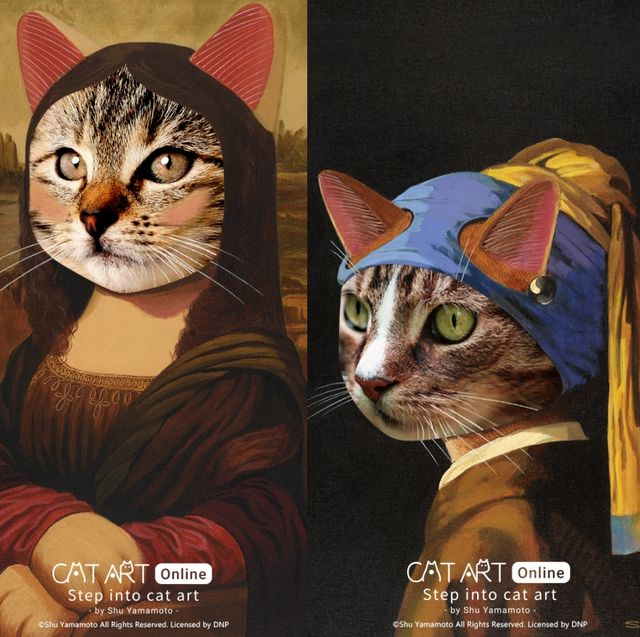 CAT ART Online
Step into cat art
- by Shu Yamamoto -
©Shu Yamamoto All Rights Reserved. Licensed by DNP
CAT ART Online
Step into cat art
- by Shu Yamamoto -
©Shu Yamamoto All Rights Reserved. Licensed by DNP